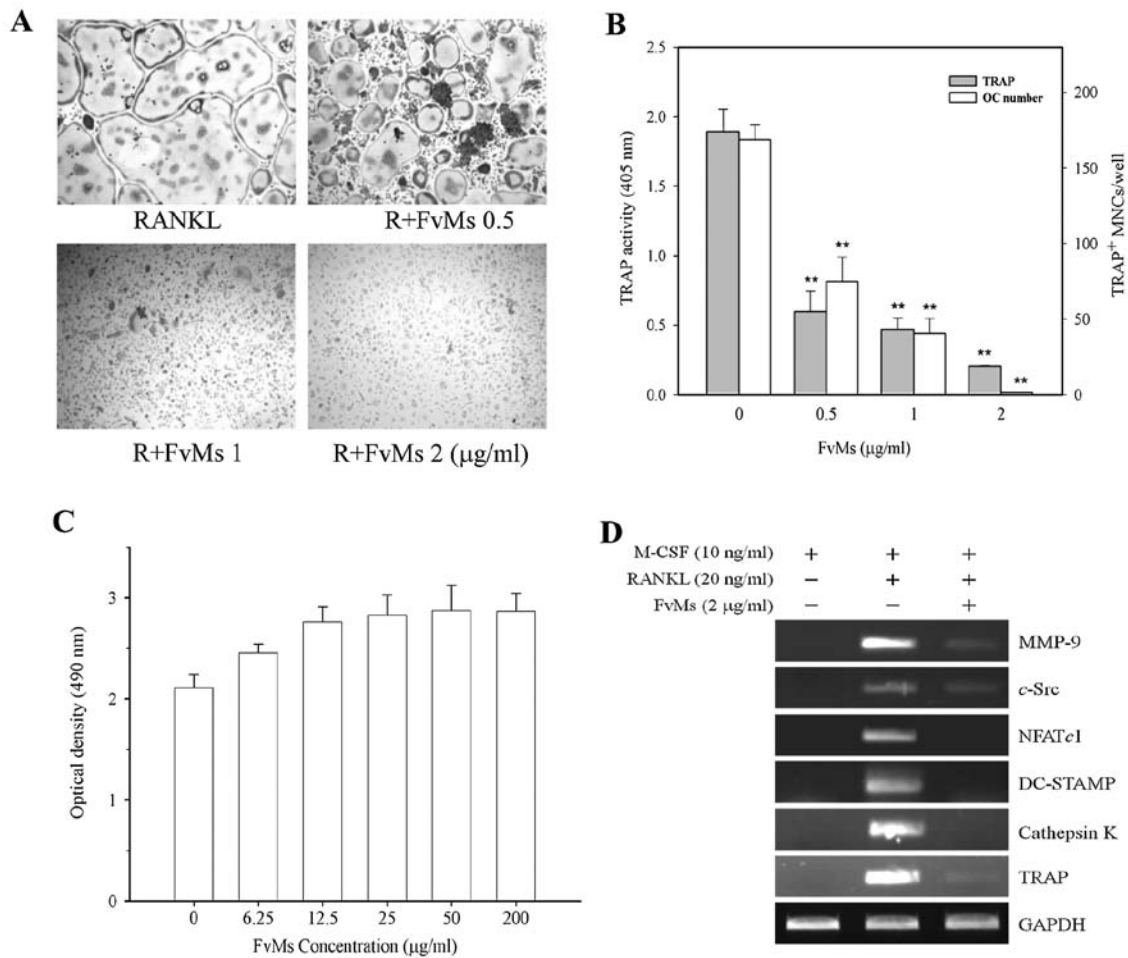 A
RANKL
R+FvMs 0.5
R+FvMs 1
R+FvMs 2 (μg/ml)
B
2.5
2.0
1.5
1.0
0.5
0.0
TRAP activity (405 nm)
TRAP
OC number
**
**
**
**
**
**
200
150
100
50
0
TRAP+ MNCs/well
0
0.5
1
2
FvMs (μg/ml)
C
3
2
1
0
Optical density (490 nm)
0
6.25
12.5
25
50
200
FvMs Concentration (μg/ml)
D
M-CSF (10 ng/ml) + + +
RANKL (20 ng/ml) – + +
FvMs (2 μg/ml) – – +
MMP-9
c-Src
NFATc1
DC-STAMP
Cathepsin K
TRAP
GAPDH